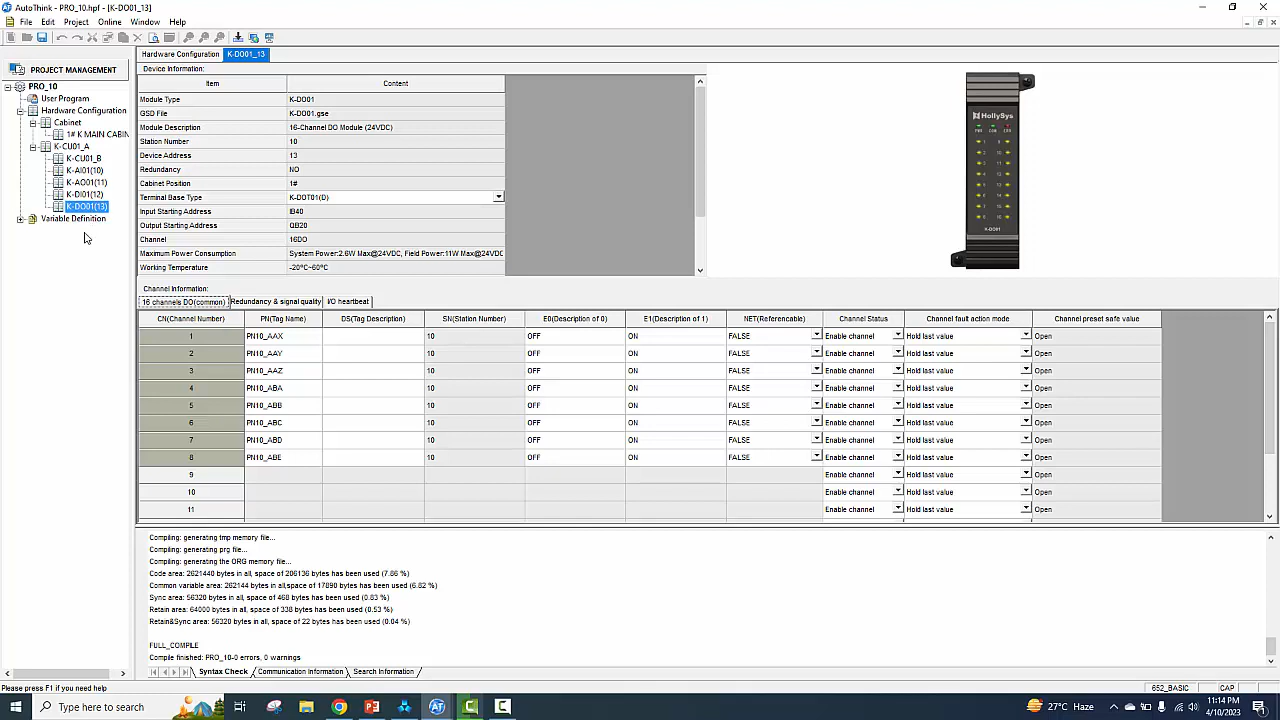 AutoThink - PRO_10.hpf - [K-DO01_13]
File Edit Project Online Window Help
PROJECT MANAGEMENT
PRO_10
User Program
Hardware Configuration
Cabinet
1# K MAIN CABIN
K-CU01_A
K-CU01_B
K-AI01(10)
K-AO01(11)
K-DI01(12)
K-DO01(13)
Variable Definition
Hardware Configuration K-DO01_13
Device Information:
Item Content
Module Type K-DO01
GSD File K-DO01.gse
Module Description 16-Channel DO Module (24VDC)
Station Number 10
Device Address 13
Redundancy NO
Cabinet Position 1#
Terminal Base Type K-DOT01(D)
Input Starting Address IB40
Output Starting Address QB20
Channel 16DO
Maximum Power Consumption System Power:2.6W Max@24VDC, Field Power:11W Max@24VDC
Working Temperature -20°C~60°C
HollySys
K-DO01
Channel Information:
16 channels DO(common) Redundancy & signal quality I/O heartbeat
CN(Channel Number) PN(Tag Name) DS(Tag Description) SN(Station Number) E0(Description of 0) E1(Description of 1) NET(Referencable) Channel Status Channel fault action mode Channel preset safe value
1 PN10_AAX 10 OFF ON FALSE Enable channel Hold last value Open
2 PN10_AAY 10 OFF ON FALSE Enable channel Hold last value Open
3 PN10_AAZ 10 OFF ON FALSE Enable channel Hold last value Open
4 PN10_ABA 10 OFF ON FALSE Enable channel Hold last value Open
5 PN10_ABB 10 OFF ON FALSE Enable channel Hold last value Open
6 PN10_ABC 10 OFF ON FALSE Enable channel Hold last value Open
7 PN10_ABD 10 OFF ON FALSE Enable channel Hold last value Open
8 PN10_ABE 10 OFF ON FALSE Enable channel Hold last value Open
9 Enable channel Hold last value Open
10 Enable channel Hold last value Open
11 Enable channel Hold last value Open
Compiling: generating tmp memory file...
Compiling: generating prg file...
Compiling: generating the ORG memory file...
Code area: 2621440 bytes in all, space of 206136 bytes has been used (7.86 %)
Common variable area: 262144 bytes in all,space of 17890 bytes has been used (6.82 %)
Sync area: 56320 bytes in all, space of 468 bytes has been used (0.83 %)
Retain area: 64000 bytes in all, space of 338 bytes has been used (0.53 %)
Retain&Sync area: 56320 bytes in all, space of 22 bytes has been used (0.04 %)
FULL_COMPILE
Compile finished: PRO_10-0 errors, 0 warnings
Syntax Check Communication Information Search Information
Please press F1 if you need help
652_BASIC CAP
Type here to search
27°C Haze
11:14 PM
4/10/2023